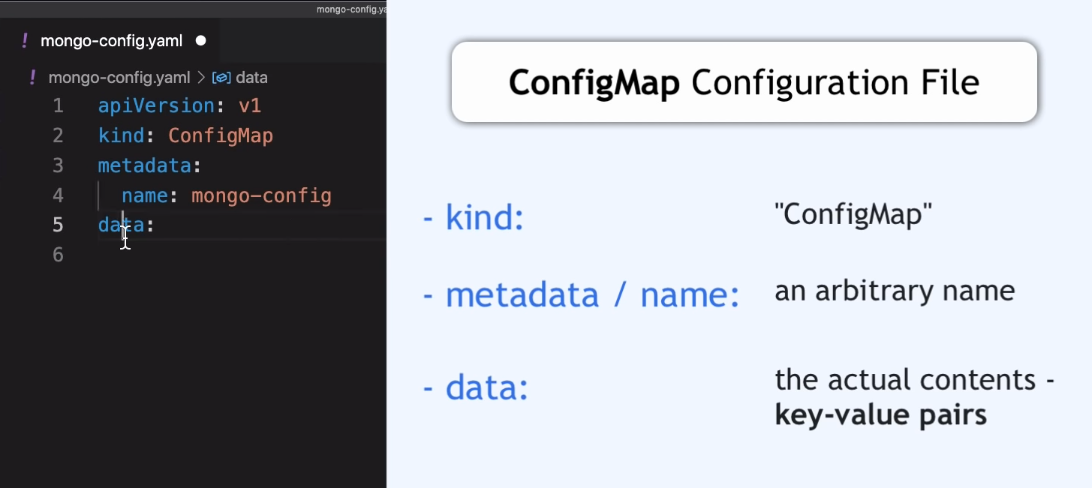 mongo-config.ya
! mongo-config.yaml ●
! mongo-config.yaml > data
1 apiVersion: v1
2 kind: ConfigMap
3 metadata:
4 name: mongo-config
5 data:
6
ConfigMap Configuration File
- kind: "ConfigMap"
- metadata / name: an arbitrary name
- data: the actual contents -
key-value pairs